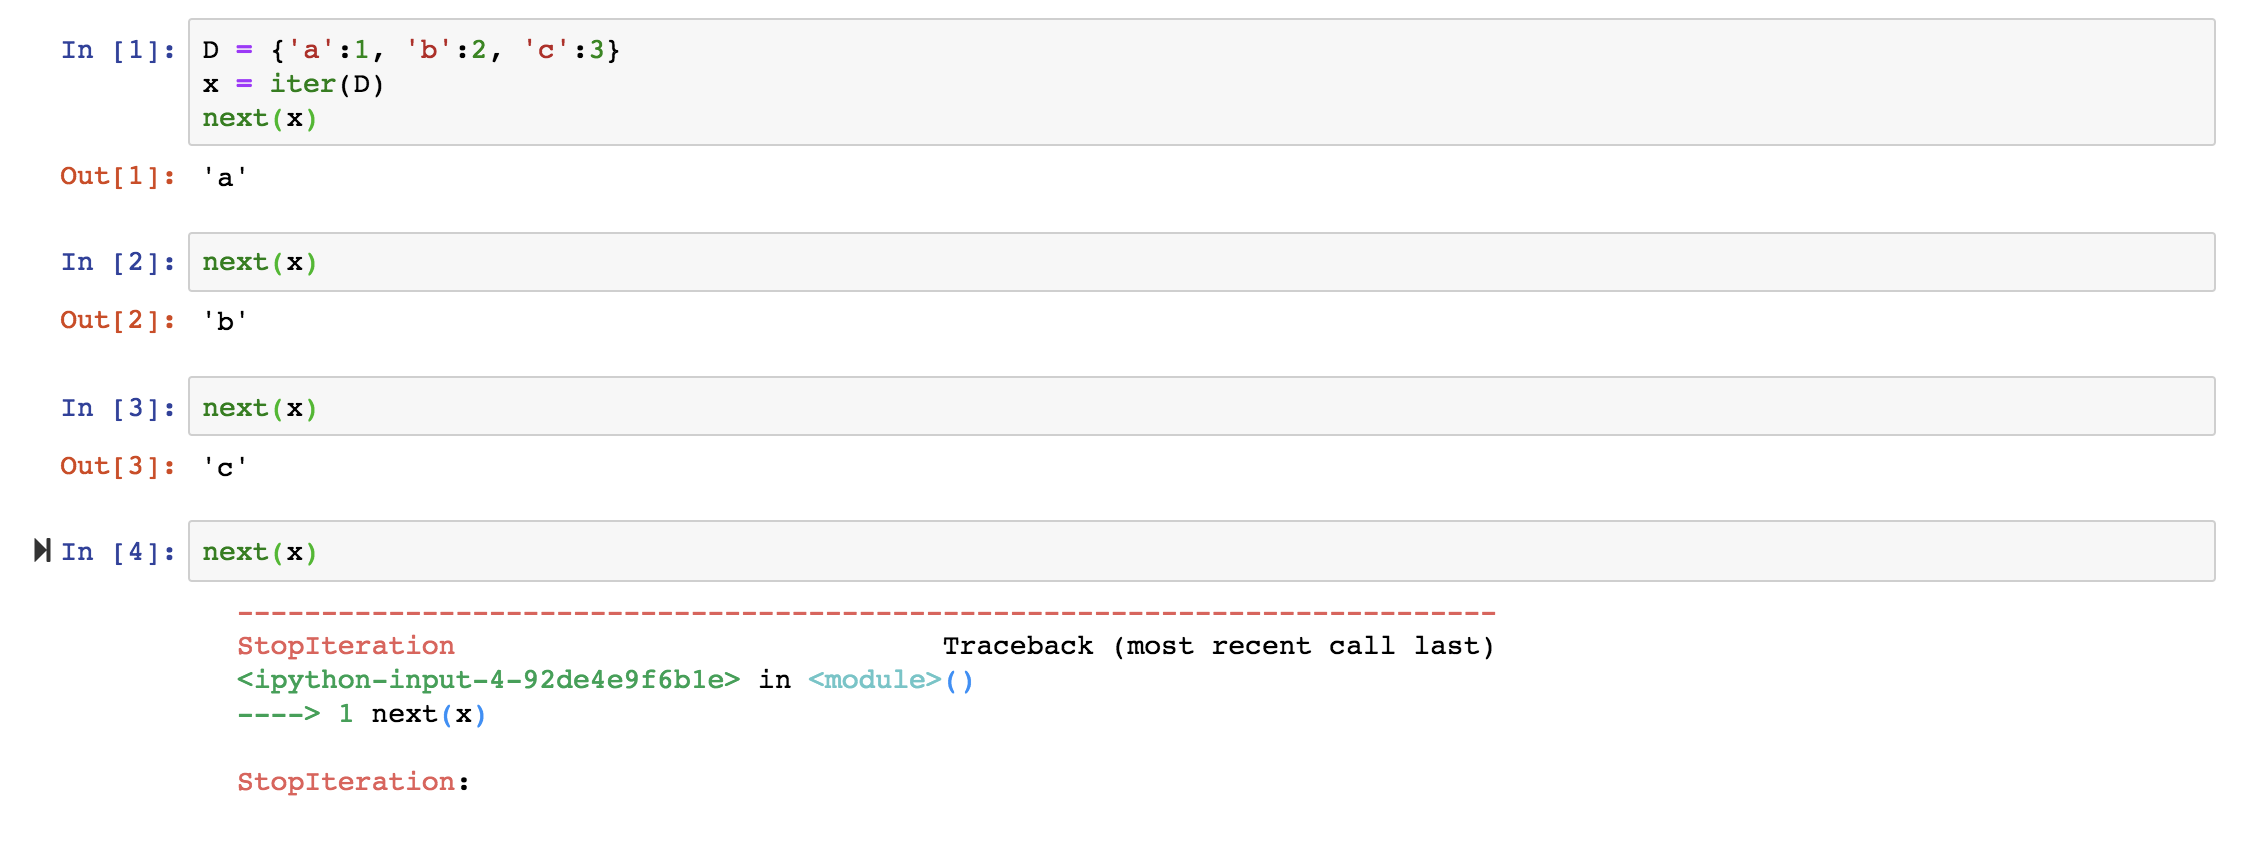 In [1]: D = {'a':1, 'b':2, 'c':3}
x = iter(D)
next(x)
Out[1]: 'a'
In [2]: next(x)
Out[2]: 'b'
In [3]: next(x)
Out[3]: 'c'
In [4]: next(x)
---------------------------------------------------------------------------
StopIteration                             Traceback (most recent call last)
<ipython-input-4-92de4e9f6b1e> in <module>()
----> 1 next(x)
StopIteration: